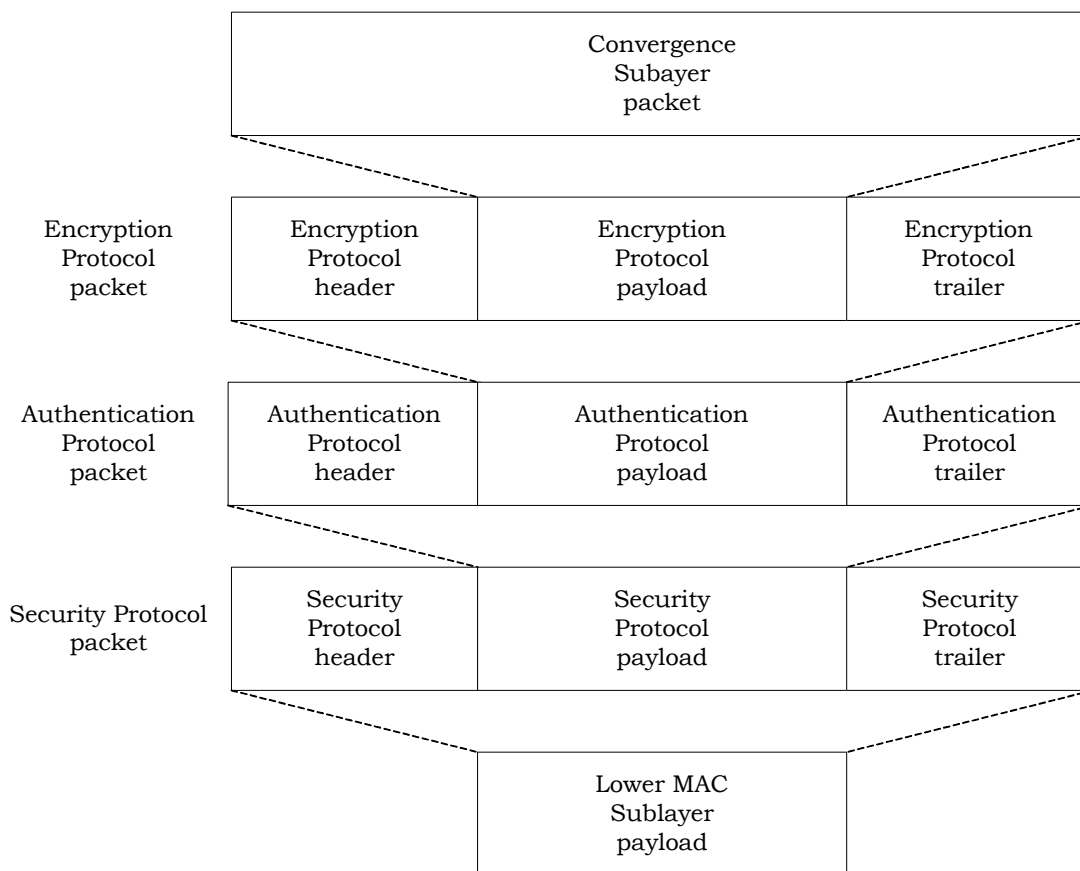 Convergence
Subayer
packet
Encryption
Protocol
packet
Encryption
Protocol
header
Encryption
Protocol
payload
Encryption
Protocol
trailer
Authentication
Protocol
packet
Authentication
Protocol
header
Authentication
Protocol
payload
Authentication
Protocol
trailer
Security Protocol
packet
Security
Protocol
header
Security
Protocol
payload
Security
Protocol
trailer
Lower MAC
Sublayer
payload